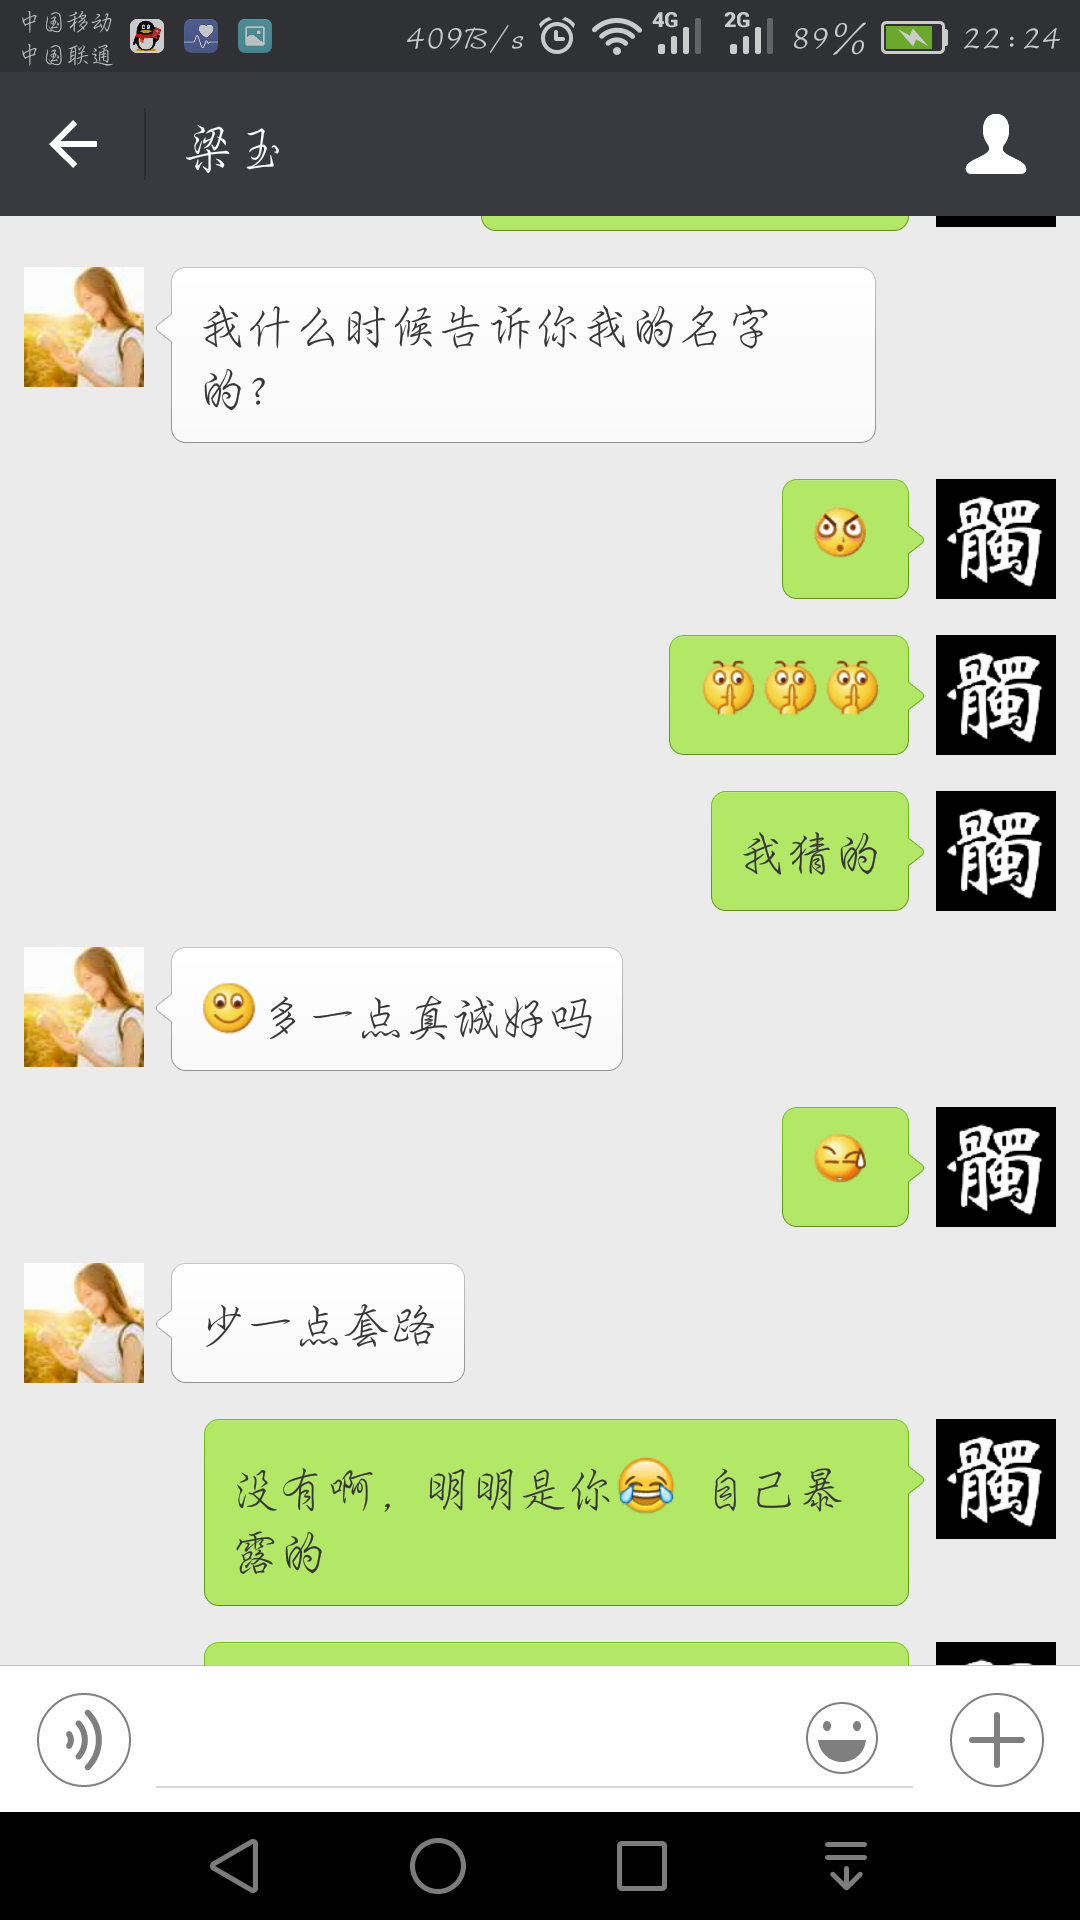 中国移动
中国联通
409B/s
4G
2G
89%
22:24
梁玉
我什么时候告诉你我的名字
的?
髑
髑
我猜的
髑
多一点真诚好吗
髑
少一点套路
没有啊，明明是你 自己暴
露的
髑